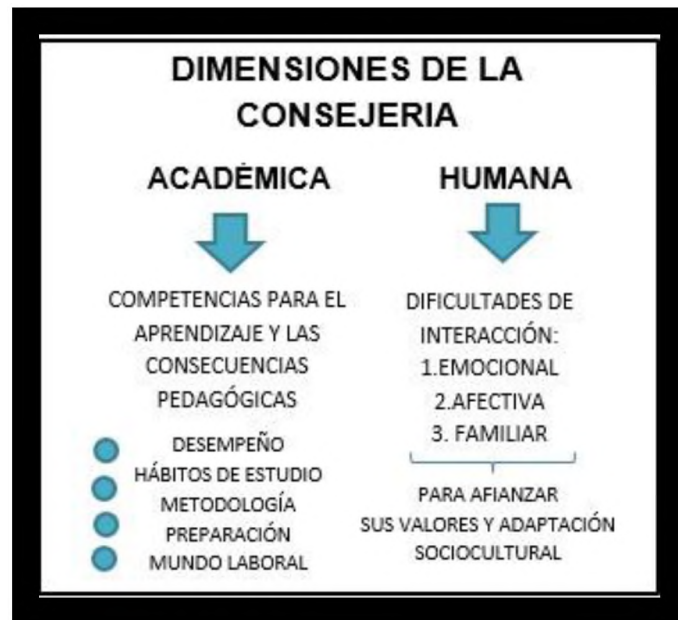 DIMENSIONES DE LA
CONSEJERIA
ACADÉMICA
COMPETENCIAS PARA EL
APRENDIZAJE Y LAS
CONSECUENCIAS
PEDAGÓGICAS
DESEMPEÑO
HÁBITOS DE ESTUDIO
METODOLOGÍA
PREPARACIÓN
MUNDO LABORAL
HUMANA
DIFICULTADES DE
INTERACCIÓN:
1.EMOCIONAL
2.AFECTIVA
3. FAMILIAR
PARA AFIANZAR
SUS VALORES Y ADAPTACIÓN
SOCIOCULTURAL